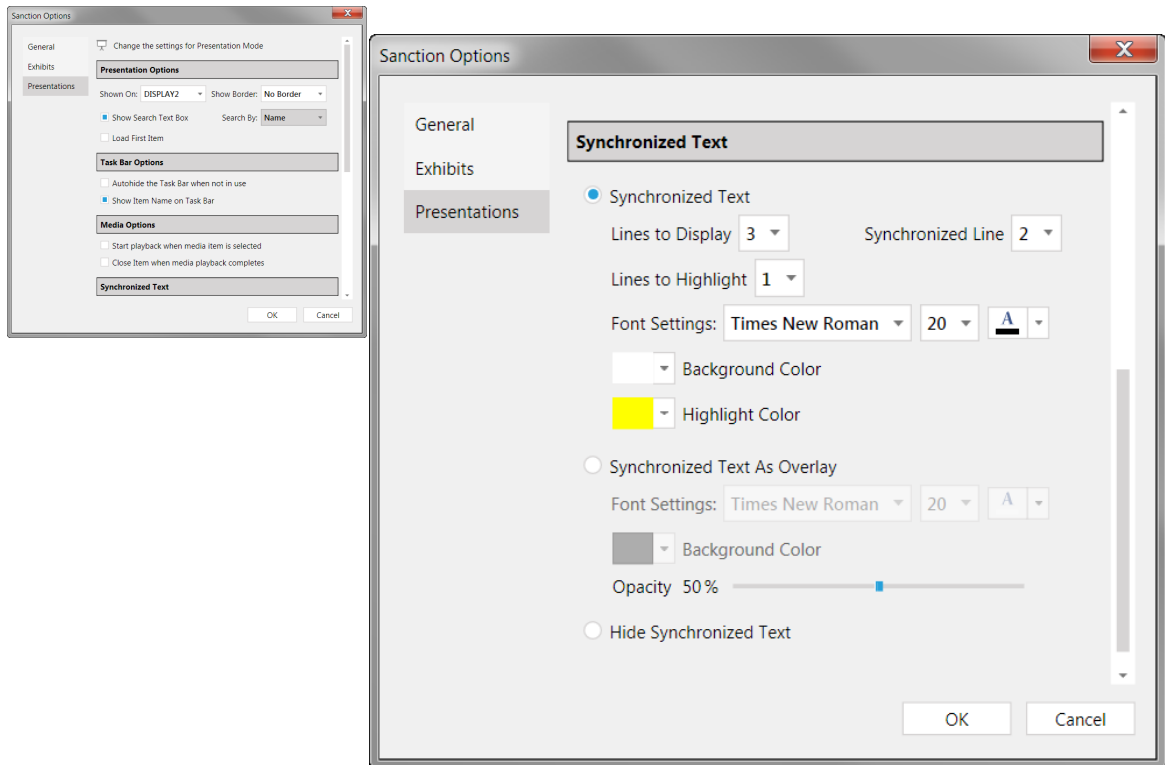 Sanction Options
General
Exhibits
Presentations
Change the settings for Presentation Mode
Presentation Options
Shown On: DISPLAY2 Show Border: No Border
Show Search Text Box Search By: Name
Load First Item
Task Bar Options
Autohide the Task Bar when not in use
Show Item Name on Task Bar
Media Options
Start playback when media item is selected
Close Item when media playback completes
Synchronized Text
OK Cancel
Sanction Options
General
Exhibits
Presentations
Synchronized Text
Synchronized Text
Lines to Display 3 Synchronized Line 2
Lines to Highlight 1
Font Settings: Times New Roman 20 A
Background Color
Highlight Color
Synchronized Text As Overlay
Font Settings: Times New Roman 20 A
Background Color
Opacity 50 %
Hide Synchronized Text
OK Cancel